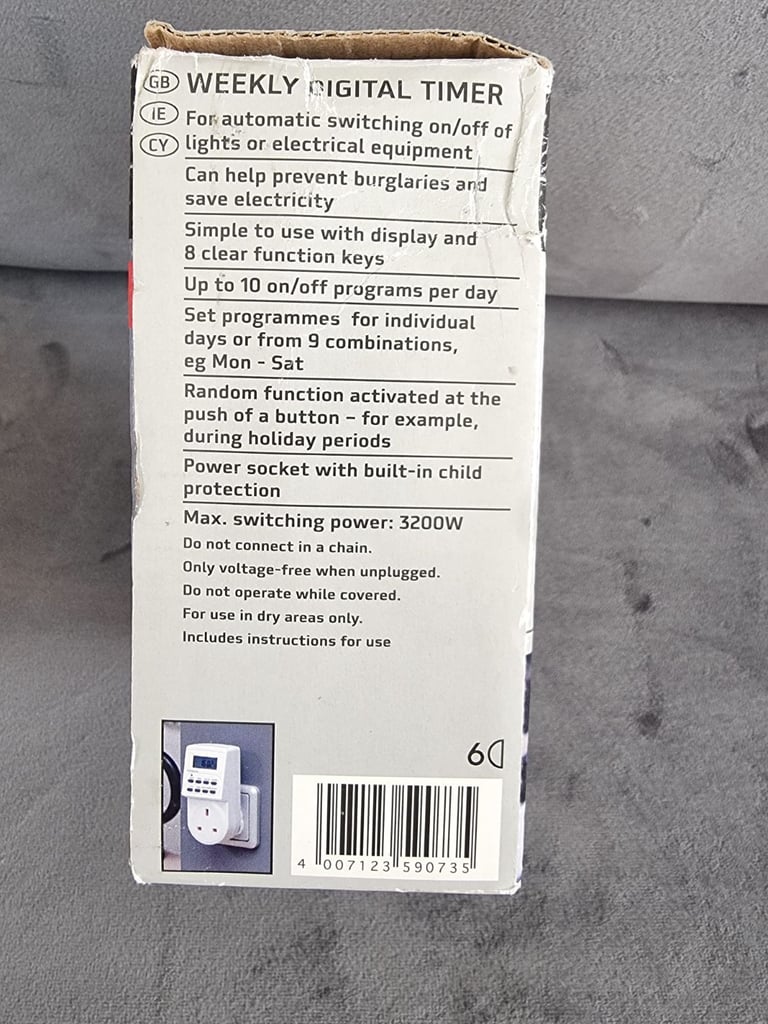 GB WEEKLY DIGITAL TIMER
IE For automatic switching on/off of
CY lights or electrical equipment
Can help prevent burglaries and
save electricity
Simple to use with display and
8 clear function keys
Up to 10 on/off programs per day
Set programmes for individual
days or from 9 combinations,
eg Mon - Sat
Random function activated at the
push of a button – for example,
during holiday periods
Power socket with built-in child
protection
Max. switching power: 3200W
Do not connect in a chain.
Only voltage-free when unplugged.
Do not operate while covered.
For use in dry areas only.
Includes instructions for use
6
4 007123 590735